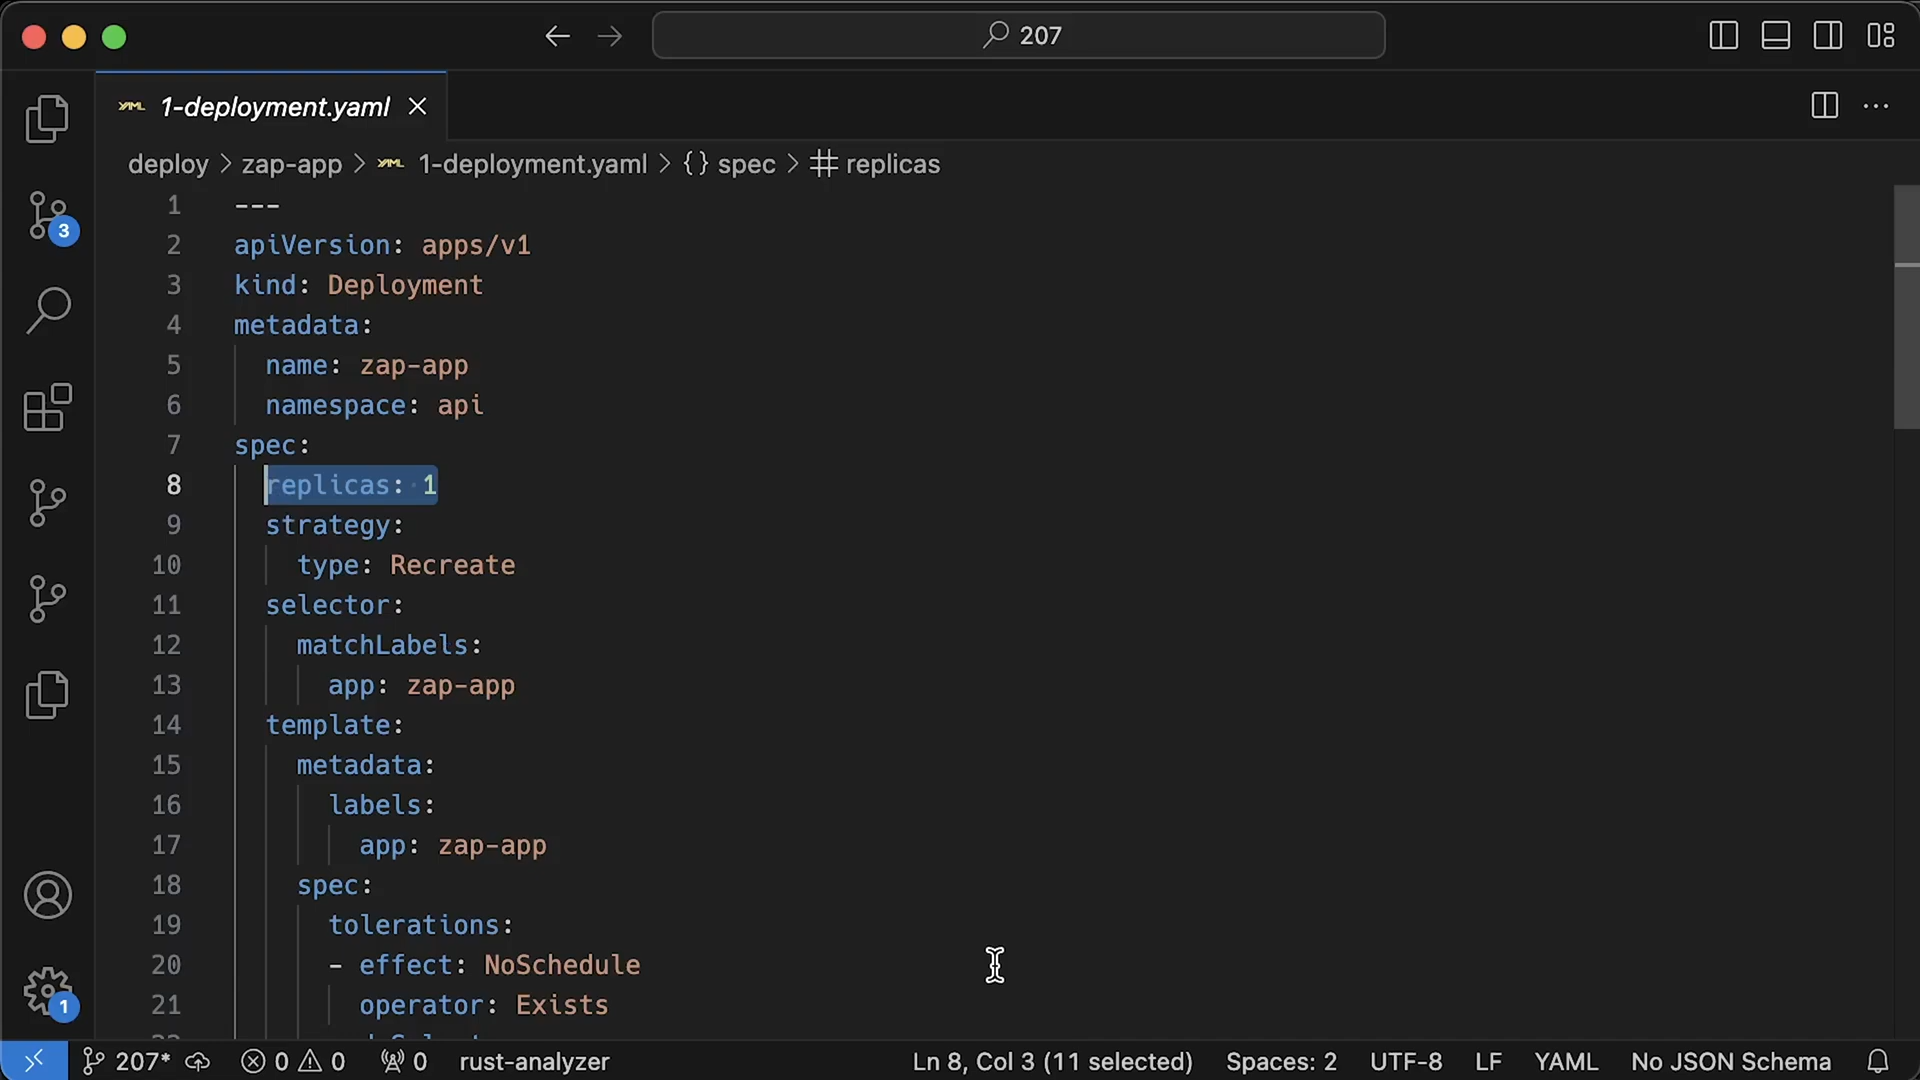 207
YAML 1-deployment.yaml
deploy > zap-app > YAML 1-deployment.yaml > {} spec > # replicas
1 ---
2 apiVersion: apps/v1
3 kind: Deployment
4 metadata:
5 name: zap-app
6 namespace: api
7 spec:
8 replicas: 1
9 strategy:
10 type: Recreate
11 selector:
12 matchLabels:
13 app: zap-app
14 template:
15 metadata:
16 labels:
17 app: zap-app
18 spec:
19 tolerations:
20 - effect: NoSchedule
21 operator: Exists
3
1
207* 0 0 0 rust-analyzer Ln 8, Col 3 (11 selected) Spaces: 2 UTF-8 LF YAML No JSON Schema